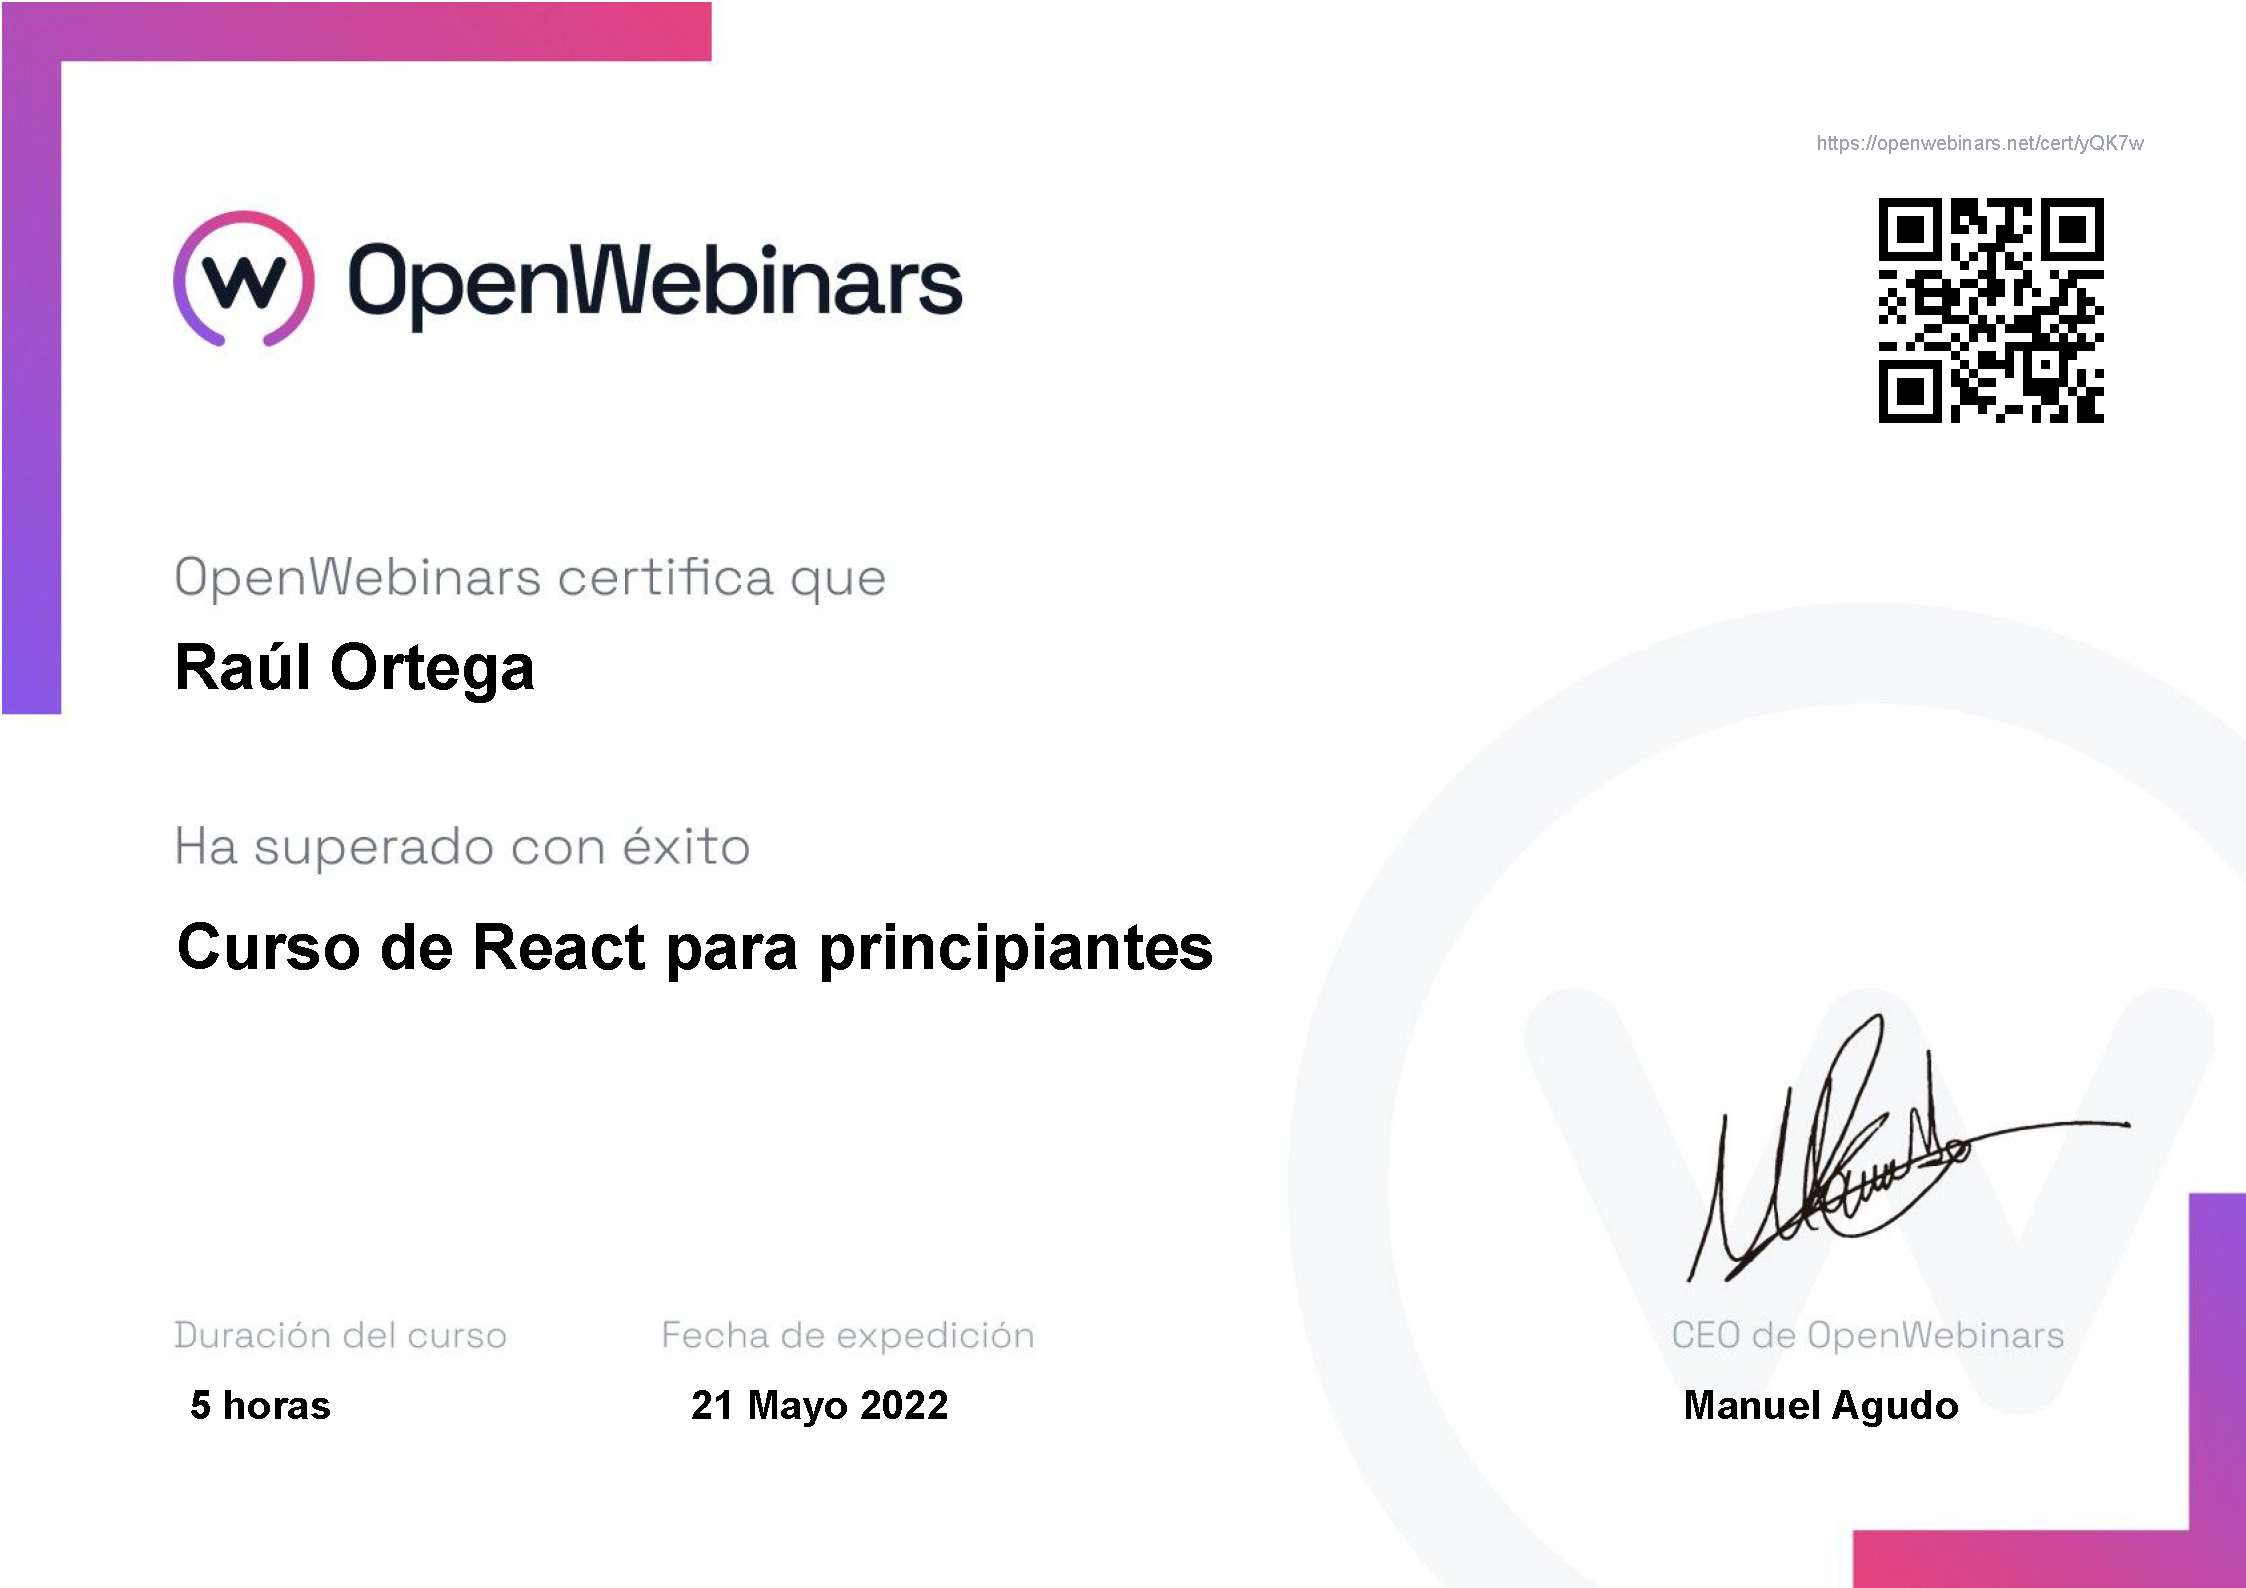 https://openwebinars.net/cert/yQK7w
OpenWebinars
OpenWebinars certifica que
Raúl Ortega
Ha superado con éxito
Curso de React para principiantes
Duración del curso
Fecha de expedición
CEO de OpenWebinars
5 horas
21 Mayo 2022
Manuel Agudo